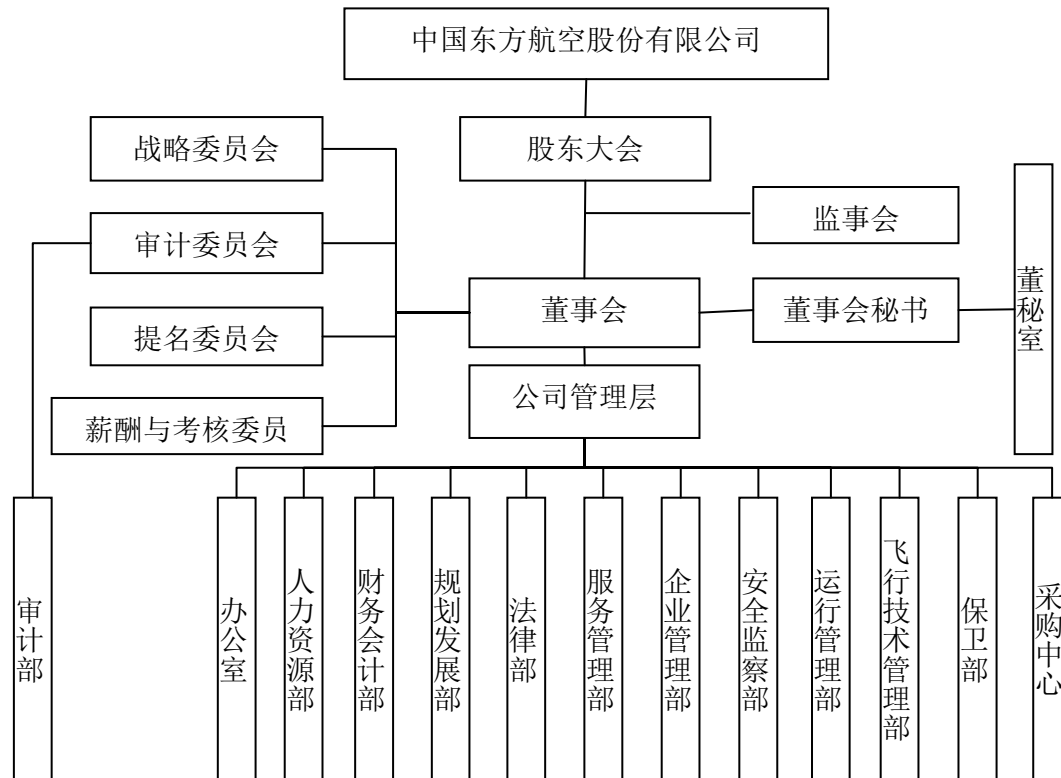 中国东方航空股份有限公司
战略委员会
股东大会
监事会
审计委员会
董事会
董事会秘书
董秘室
提名委员会
公司管理层
薪酬与考核委员
审计部
办公室
人力资源部
财务会计部
规划发展部
法律部
服务管理部
企业管理部
安全监察部
运行管理部
飞行技术管理部
保卫部
采购中心